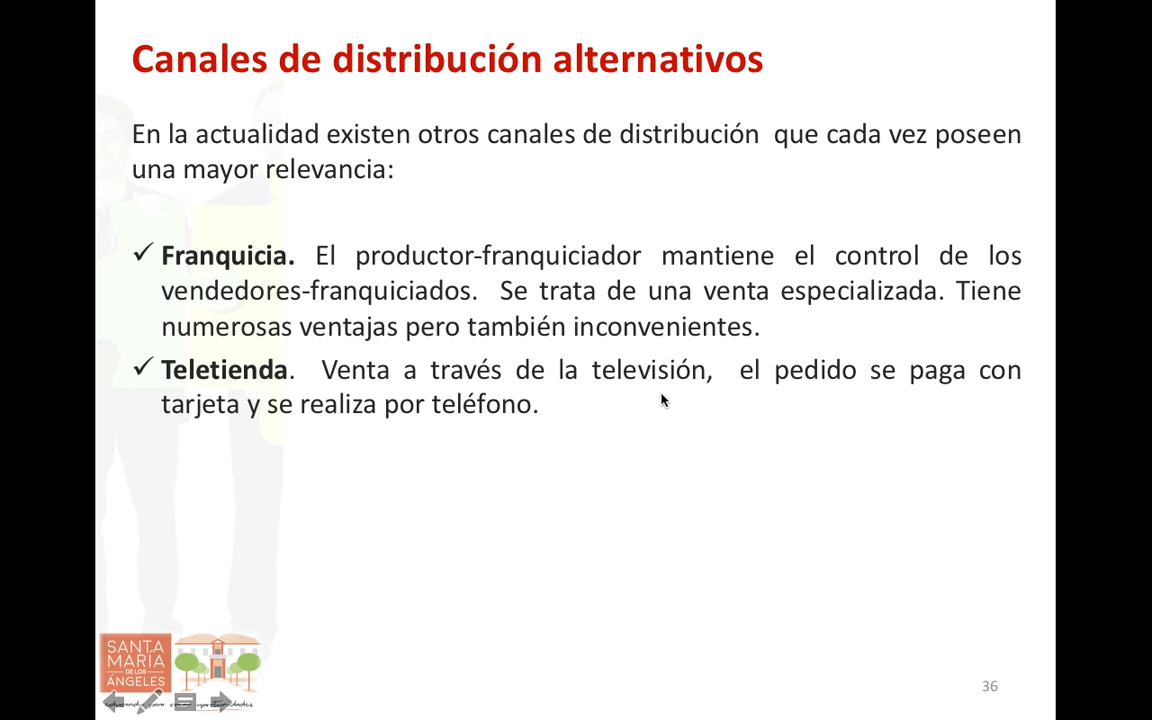 Canales de distribución alternativos
En la actualidad existen otros canales de distribución que cada vez poseen
una mayor relevancia:
✓ Franquicia. El productor-franquiciador mantiene el control de los
vendedores-franquiciados. Se trata de una venta especializada. Tiene
numerosas ventajas pero también inconvenientes.
✓ Teletienda. Venta a través de la televisión, el pedido se paga con
tarjeta y se realiza por teléfono.
SANTA
MARIA
DE LOS
ÁNGELES
36